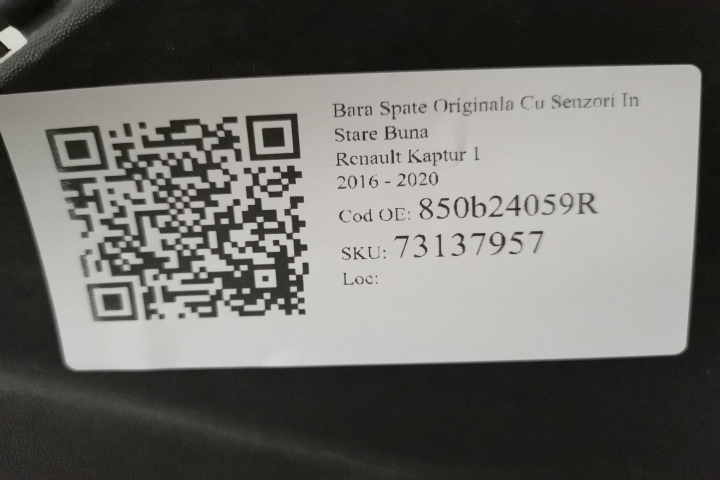 Bara Spate Originala Cu Senzori In
Stare Buna
Renault Kaptur 1
2016 - 2020
Cod OE: 850b24059R
SKU: 73137957
Loc: